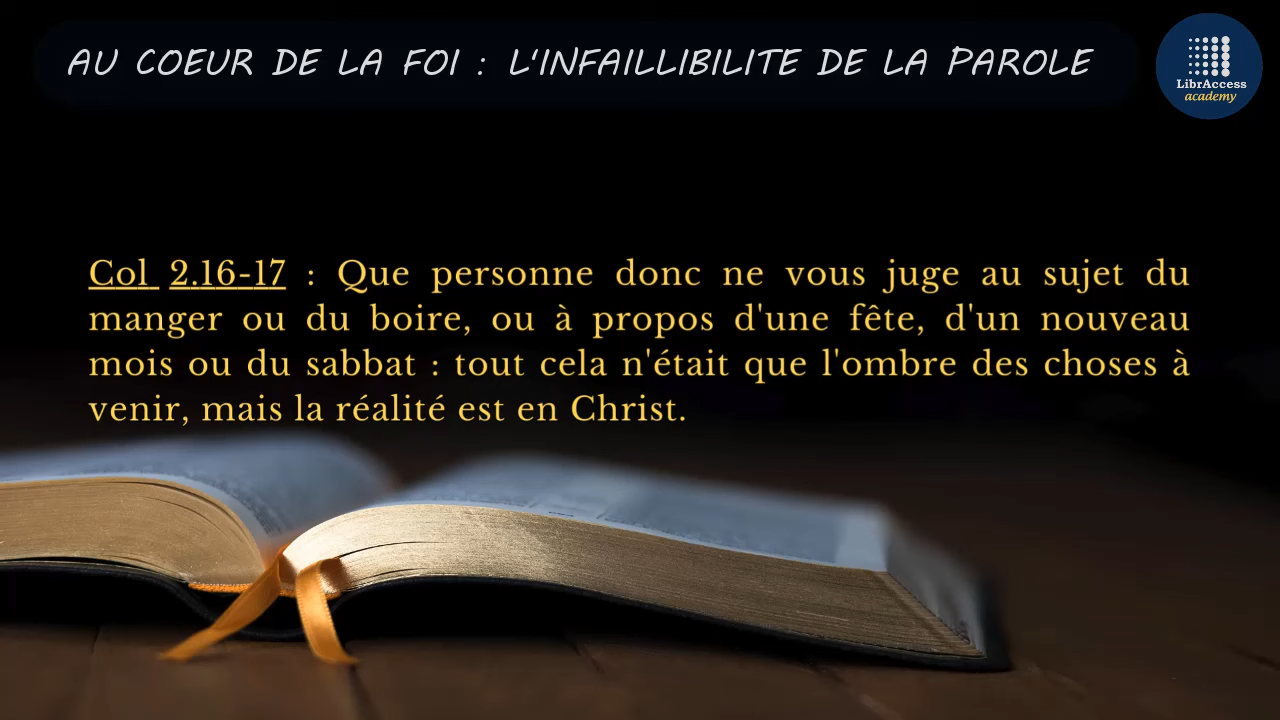 AU COEUR DE LA FOI : L'INFAILLIBILITE DE LA PAROLE
LibrAccess
academy
Col 2.16-17 : Que personne donc ne vous juge au sujet du
manger ou du boire, ou à propos d'une fête, d'un nouveau
mois ou du sabbat : tout cela n'était que l'ombre des choses à
venir, mais la réalité est en Christ.